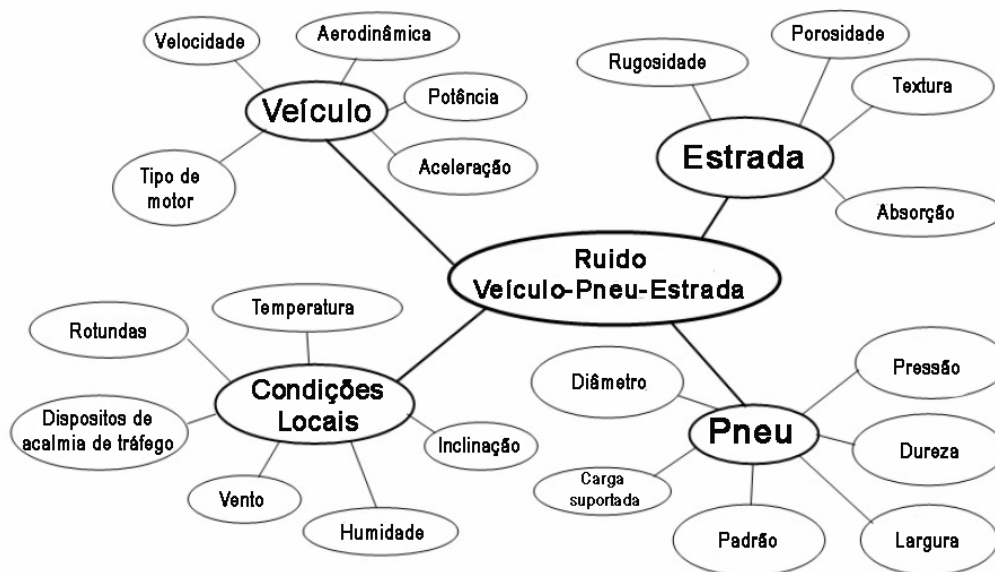 Velocidade
Aerodinâmica
Veículo
Potência
Aceleração
Tipo de
motor
Rugosidade
Porosidade
Textura
Estrada
Absorção
Ruido
Veículo-Pneu-Estrada
Temperatura
Rotundas
Condições
Locais
Dispositos de
acalmia de tráfego
Inclinação
Vento
Humidade
Diâmetro
Pressão
Pneu
Dureza
Carga
suportada
Padrão
Largura